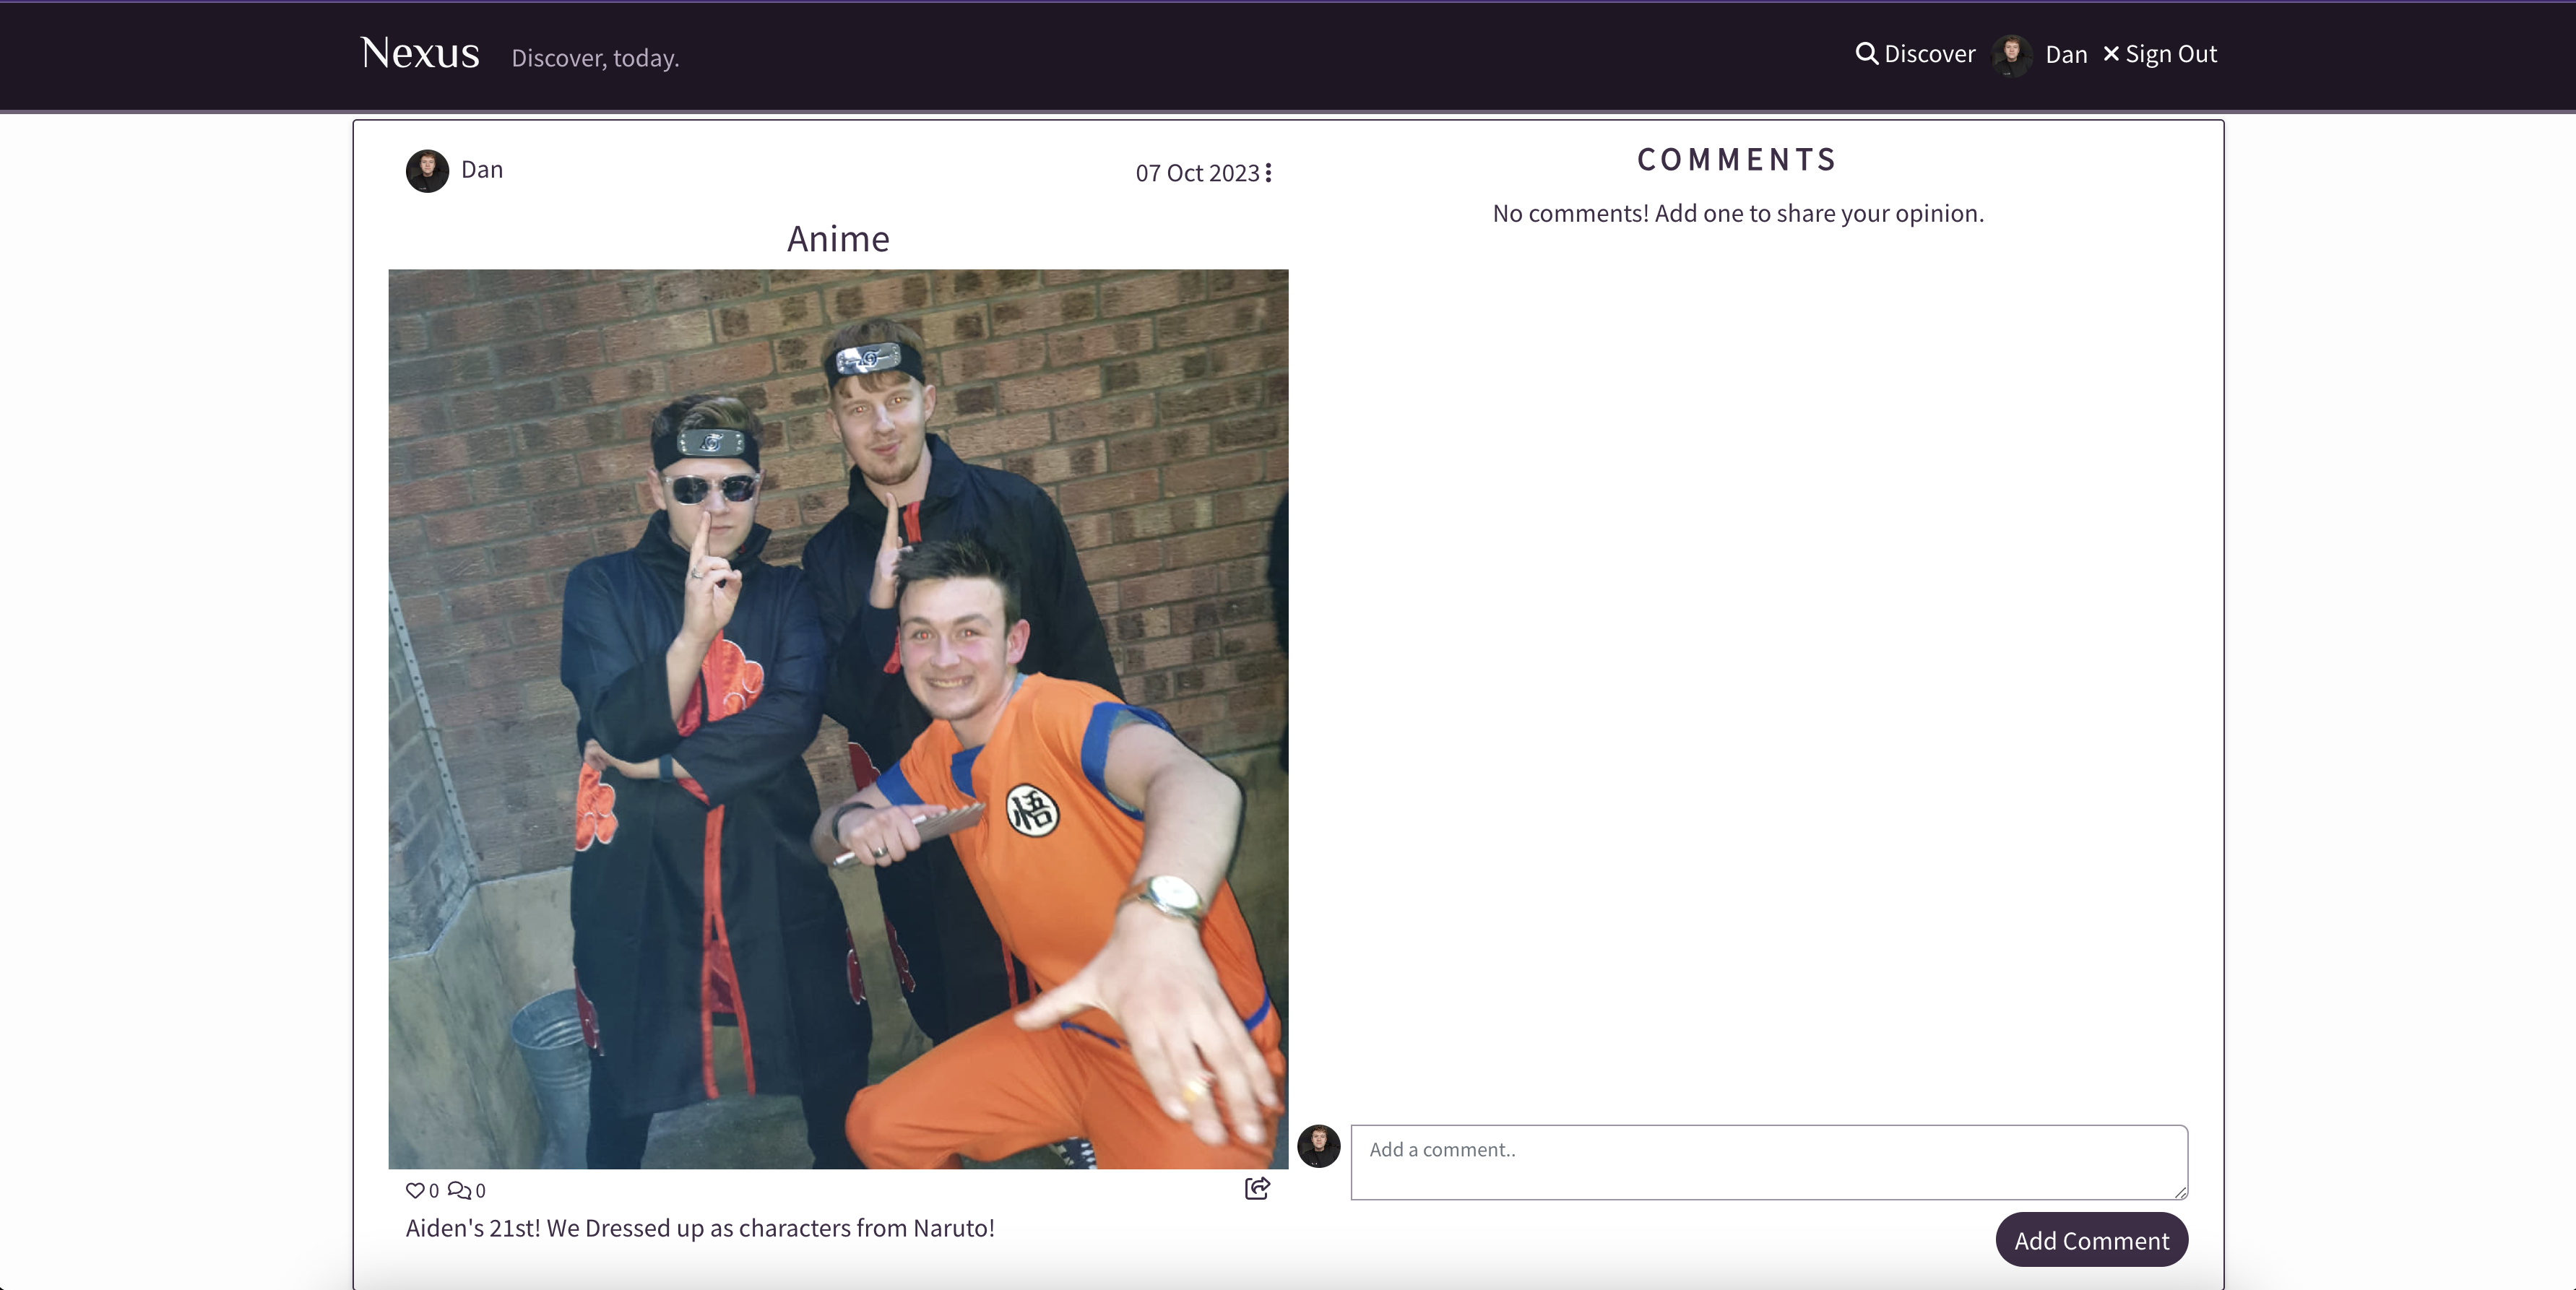 Nexus Discover, today. Discover Dan Sign Out
Dan 07 Oct 2023
Anime
悟
0 0
Aiden's 21st! We Dressed up as characters from Naruto!
COMMENTS
No comments! Add one to share your opinion.
Add a comment..
Add Comment